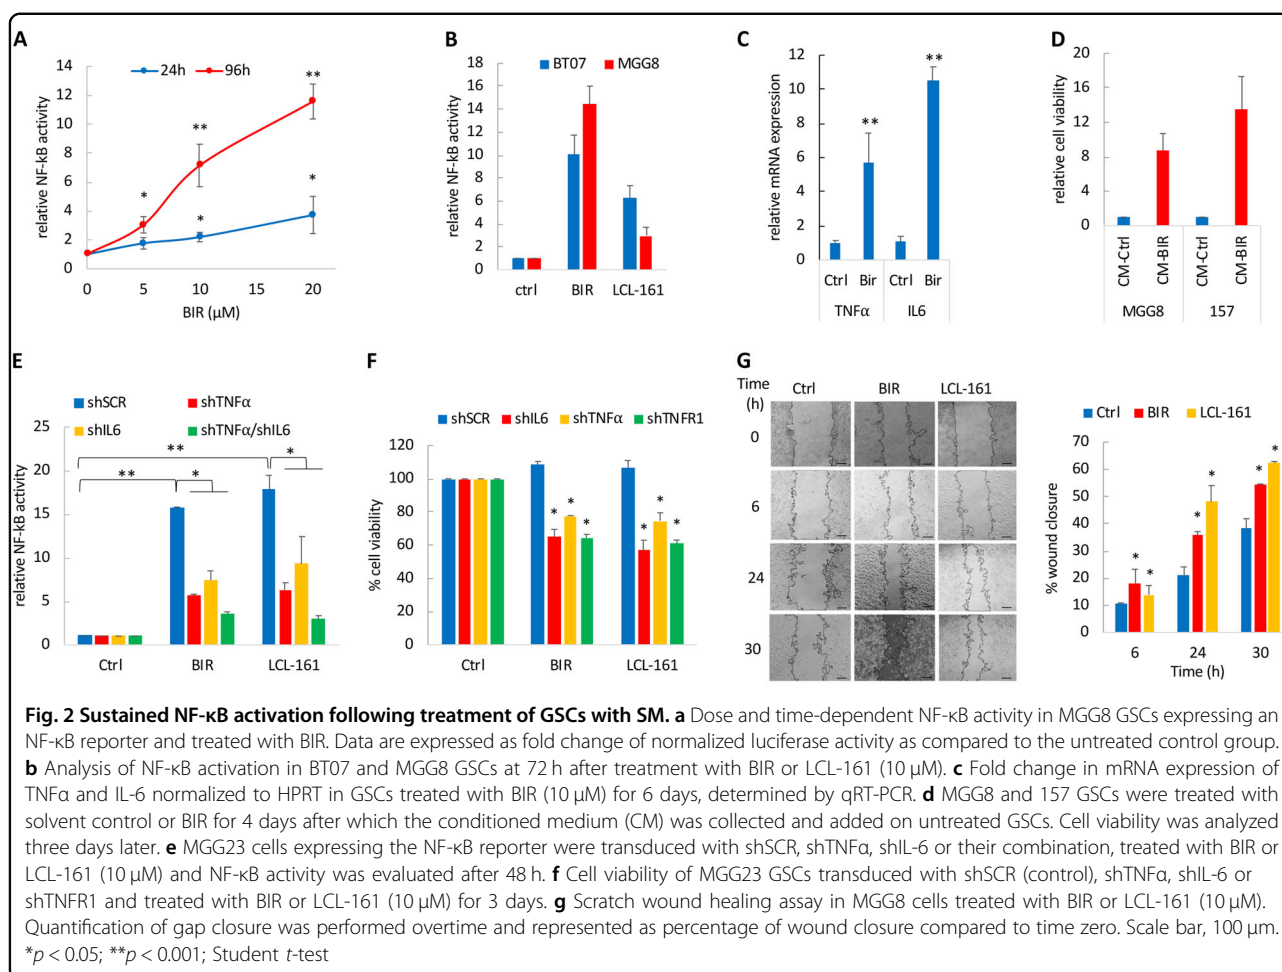 A
24h 96h
relative NF-kB activity
14
12
10
8
6
4
2
0
** ** * * *
0 5 10 20
BIR (µM)
B
BT07 MGG8
relative NF-kB activity
18
16
14
12
10
8
6
4
2
0
ctrl BIR LCL-161
C
relative mRNA expression
12
10
8
6
4
2
0
** **
Ctrl Bir Ctrl Bir
TNFα IL6
D
relative cell viability
20
16
12
8
4
0
CM-Ctrl CM-BIR CM-Ctrl CM-BIR
MGG8 157
E
shSCR shTNFα
shIL6 shTNFα/shIL6
relative NF-kB activity
25
20
15
10
5
0
** ** * *
Ctrl BIR LCL-161
F
shSCR shIL6 shTNFα shTNFR1
% cell viability
120
100
80
60
40
20
0
* * * * * *
Ctrl BIR LCL-161
G
Time
(h)
Ctrl BIR LCL-161
0
6
24
30
Ctrl BIR LCL-161
% wound closure
70
60
50
40
30
20
10
0
* * * * * *
6 24 30
Time (h)
Fig. 2 Sustained NF-κB activation following treatment of GSCs with SM. a Dose and time-dependent NF-κB activity in MGG8 GSCs expressing an
NF-κB reporter and treated with BIR. Data are expressed as fold change of normalized luciferase activity as compared to the untreated control group.
b Analysis of NF-κB activation in BT07 and MGG8 GSCs at 72 h after treatment with BIR or LCL-161 (10 µM). c Fold change in mRNA expression of
TNFα and IL-6 normalized to HPRT in GSCs treated with BIR (10 µM) for 6 days, determined by qRT-PCR. d MGG8 and 157 GSCs were treated with
solvent control or BIR for 4 days after which the conditioned medium (CM) was collected and added on untreated GSCs. Cell viability was analyzed
three days later. e MGG23 cells expressing the NF-κB reporter were transduced with shSCR, shTNFα, shIL-6 or their combination, treated with BIR or
LCL-161 (10 µM) and NF-κB activity was evaluated after 48 h. f Cell viability of MGG23 GSCs transduced with shSCR (control), shTNFα, shIL-6 or
shTNFR1 and treated with BIR or LCL-161 (10 µM) for 3 days. g Scratch wound healing assay in MGG8 cells treated with BIR or LCL-161 (10 µM).
Quantification of gap closure was performed overtime and represented as percentage of wound closure compared to time zero. Scale bar, 100 µm.
*p < 0.05; **p < 0.001; Student t-test